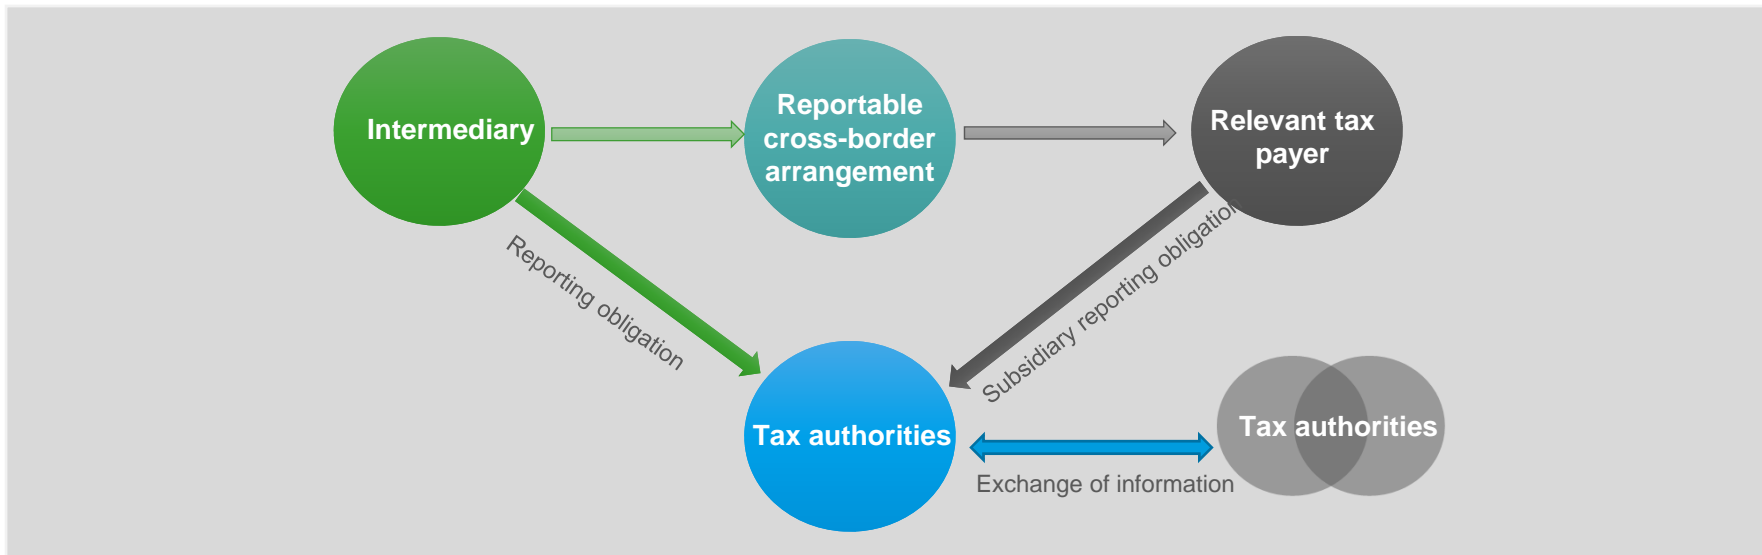 Intermediary
Reportable
cross-border
arrangement
Relevant tax
payer
Reporting obligation
Subsidiary reporting obligation
Tax authorities
Tax authorities
Exchange of information